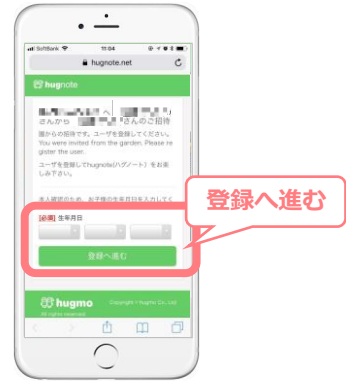 SoftBank 11:04
hugnote.net
hugnote
へ
さんから さんのご招待
園からの招待です。ユーザを登録してください。
You were invited from the garden. Please re
gister the user.
ユーザを登録してhugnote(ハグノート）をお楽
しみ下さい。
本人確認のため、お子様の生年月日を入力してく
[必須] 生年月日
登録へ進む
登録へ進む
hugmo Copyright © hugmo Co., Ltd
All rights reserved